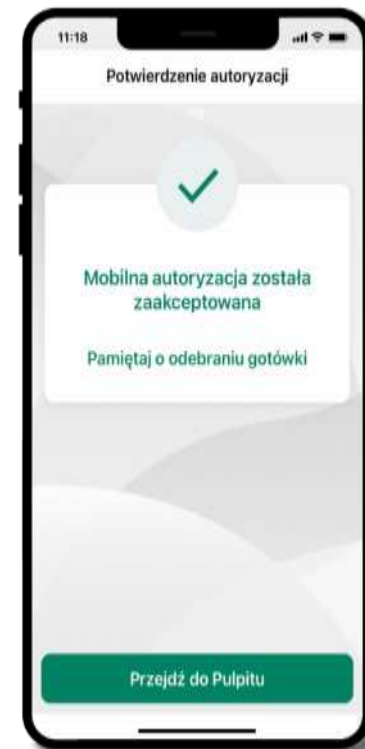 11:18
Potwierdzenie autoryzacji
Mobilna autoryzacja została
zaakceptowana
Pamiętaj o odebraniu gotówki
Przejdź do Pulpitu